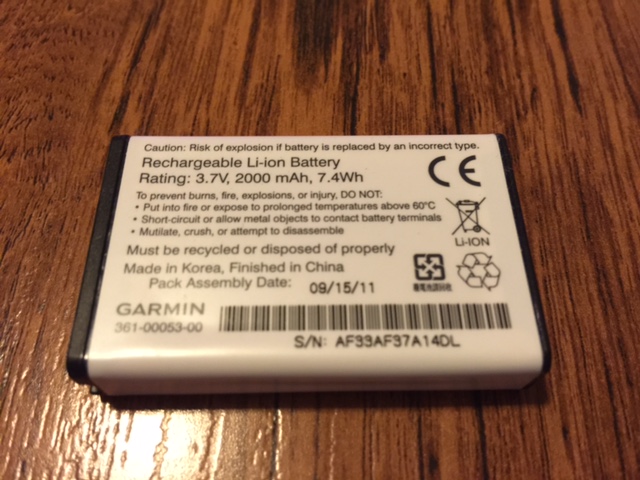 Caution: Risk of explosion if battery is replaced by an incorrect type.
Rechargeable Li-ion Battery
Rating: 3.7V, 2000 mAh, 7.4Wh
CE
To prevent burns, fire, explosions, or injury, DO NOT:
• Put into fire or expose to prolonged temperatures above 60°C
• Short-circuit or allow metal objects to contact battery terminals
• Mutilate, crush, or attempt to disassemble
Li-ION
Must be recycled or disposed of properly
Made in Korea, Finished in China
Pack Assembly Date: 09/15/11
GARMIN
361-00053-00
S/N: AF33AF37A14DL